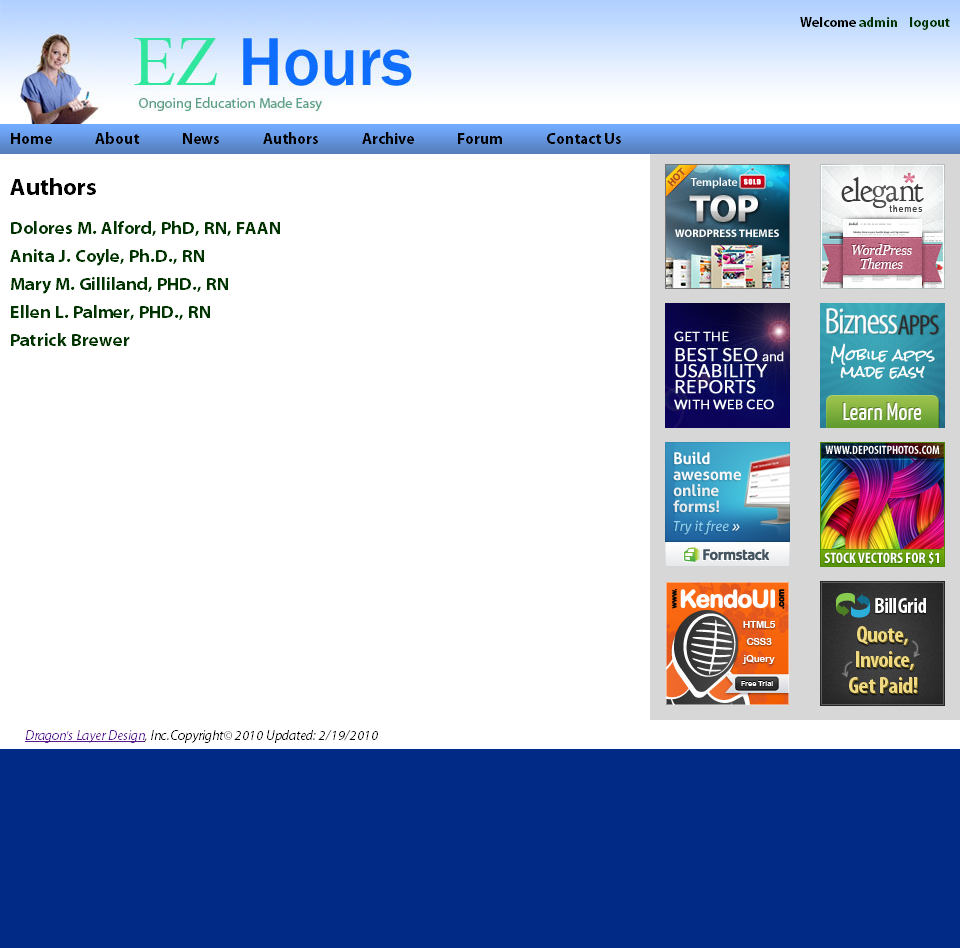 Welcome admin logout
EZ Hours
Ongoing Education Made Easy
Home About News Authors Archive Forum Contact Us
Authors
Dolores M. Alford, PhD, RN, FAAN
Anita J. Coyle, Ph.D., RN
Mary M. Gilliland, PHD., RN
Ellen L. Palmer, PHD., RN
Patrick Brewer
HOT
Template SOLD
TOP
WORDPRESS THEMES
elegant
themes
WordPress
Themes
GET THE
BEST SEO and
USABILITY
REPORTS
WITH WEB CEO
BiznessAPPS
Mobile apps
made easy
Learn More
Build
awesome
online
forms!
Try it free »
Formstack
WWW.DEPOSITPHOTOS.COM
STOCK VECTORS FOR $1
www.KendoUI.com
HTML5
CSS3
jQuery
Free Trial
BillGrid
Quote,
Invoice,
Get Paid!
Dragon's Layer Design, Inc.Copyright© 2010 Updated: 2/19/2010